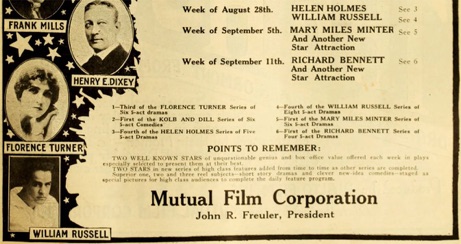 Week of August 28th. HELEN HOLMES See 3
WILLIAM RUSSELL See 4
FRANK MILLS
Week of September 5th. MARY MILES MINTER See 5
And Another New
Star Attraction
Week of September 11th. RICHARD BENNETT See 6
And Another New
Star Attraction
HENRY E. DIXEY
1—Third of the FLORENCE TURNER Series of
Six 5-act Dramas
2—First of the KOLB AND DILL Series of Six
5-act Comedies
3—Fourth of the HELEN HOLMES Series of Five
5-act Dramas
4—Fourth of the WILLIAM RUSSELL Series of
Eight 5-act Dramas
5—First of the MARY MILES MINTER Series of
Six 5-act Dramas
6—First of the RICHARD BENNETT Series of
Four 5-act Dramas
FLORENCE TURNER
POINTS TO REMEMBER:
TWO WELL KNOWN STARS of unquestionable genius and box office value offered each week in plays
especially selected to present them at their best.
TWO STARS in new series of high class features added from time to time as other series are completed.
Superior one, two and three reel subjects—short story dramas and clever new-idea comedies—staged as
special pictures for high class audiences to complete the daily feature program.
Mutual Film Corporation
John R. Freuler, President
WILLIAM RUSSELL